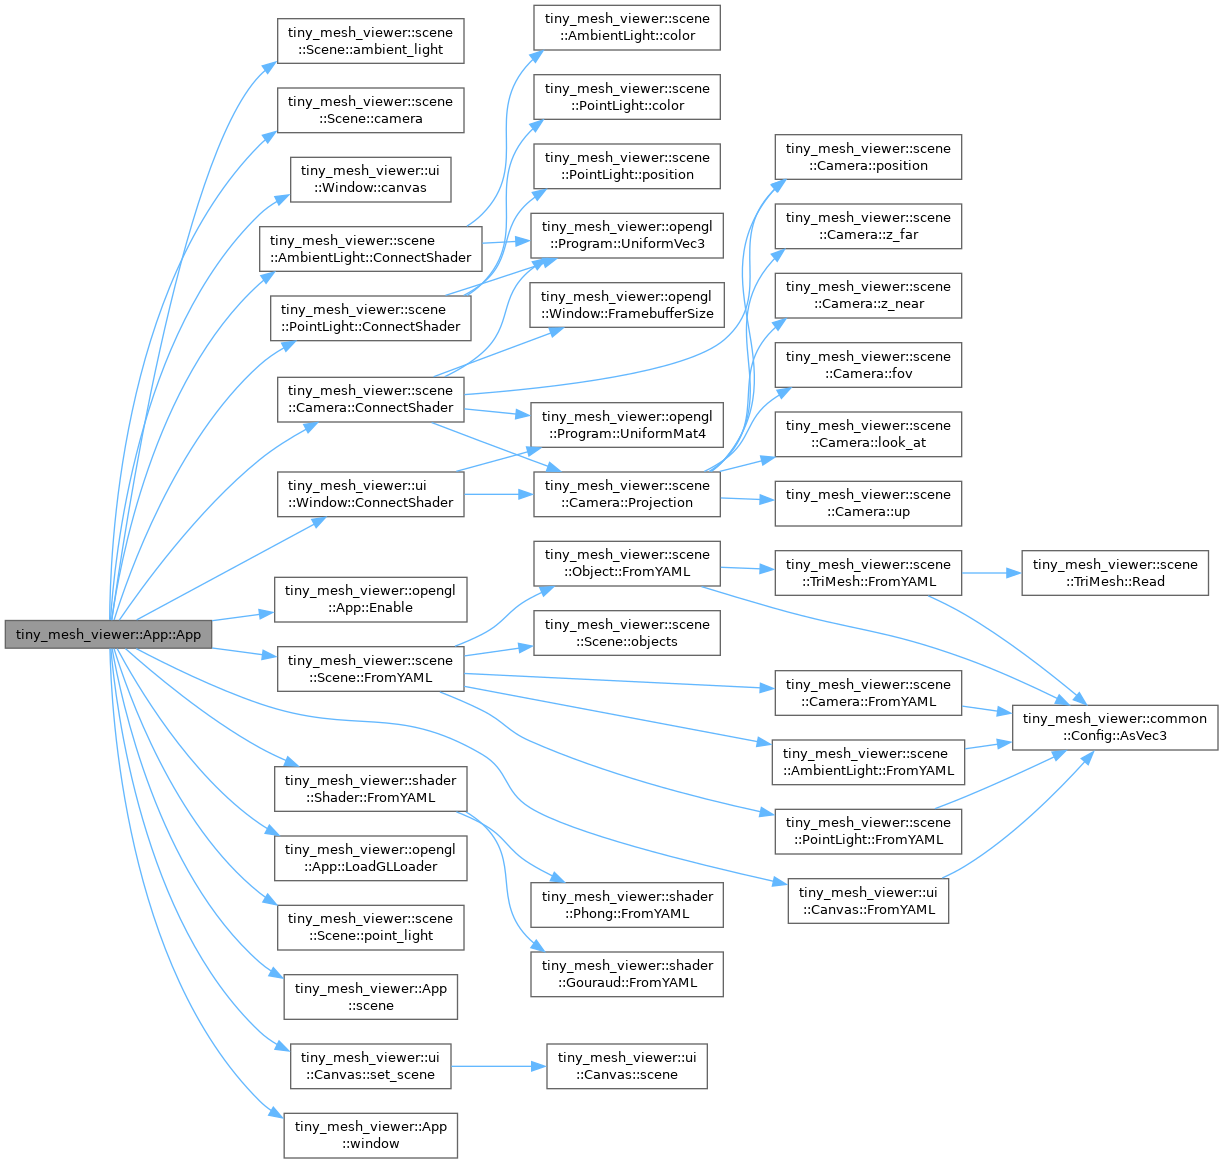 tiny_mesh_viewer::App::App
tiny_mesh_viewer::scene
::Scene::ambient_light
tiny_mesh_viewer::scene
::Scene::camera
tiny_mesh_viewer::ui
::Window::canvas
tiny_mesh_viewer::scene
::AmbientLight::ConnectShader
tiny_mesh_viewer::scene
::PointLight::ConnectShader
tiny_mesh_viewer::scene
::Camera::ConnectShader
tiny_mesh_viewer::ui
::Window::ConnectShader
tiny_mesh_viewer::opengl
::App::Enable
tiny_mesh_viewer::scene
::Scene::FromYAML
tiny_mesh_viewer::shader
::Shader::FromYAML
tiny_mesh_viewer::opengl
::App::LoadGLLoader
tiny_mesh_viewer::scene
::Scene::point_light
tiny_mesh_viewer::App
::scene
tiny_mesh_viewer::ui
::Canvas::set_scene
tiny_mesh_viewer::App
::window
tiny_mesh_viewer::scene
::AmbientLight::color
tiny_mesh_viewer::scene
::PointLight::color
tiny_mesh_viewer::scene
::PointLight::position
tiny_mesh_viewer::opengl
::Program::UniformVec3
tiny_mesh_viewer::opengl
::Window::FramebufferSize
tiny_mesh_viewer::opengl
::Program::UniformMat4
tiny_mesh_viewer::scene
::Camera::Projection
tiny_mesh_viewer::scene
::Object::FromYAML
tiny_mesh_viewer::scene
::Scene::objects
tiny_mesh_viewer::shader
::Phong::FromYAML
tiny_mesh_viewer::shader
::Gouraud::FromYAML
tiny_mesh_viewer::ui
::Canvas::scene
tiny_mesh_viewer::scene
::Camera::position
tiny_mesh_viewer::scene
::Camera::z_far
tiny_mesh_viewer::scene
::Camera::z_near
tiny_mesh_viewer::scene
::Camera::fov
tiny_mesh_viewer::scene
::Camera::look_at
tiny_mesh_viewer::scene
::Camera::up
tiny_mesh_viewer::scene
::TriMesh::FromYAML
tiny_mesh_viewer::scene
::Camera::FromYAML
tiny_mesh_viewer::scene
::AmbientLight::FromYAML
tiny_mesh_viewer::scene
::PointLight::FromYAML
tiny_mesh_viewer::ui
::Canvas::FromYAML
tiny_mesh_viewer::scene
::TriMesh::Read
tiny_mesh_viewer::common
::Config::AsVec3